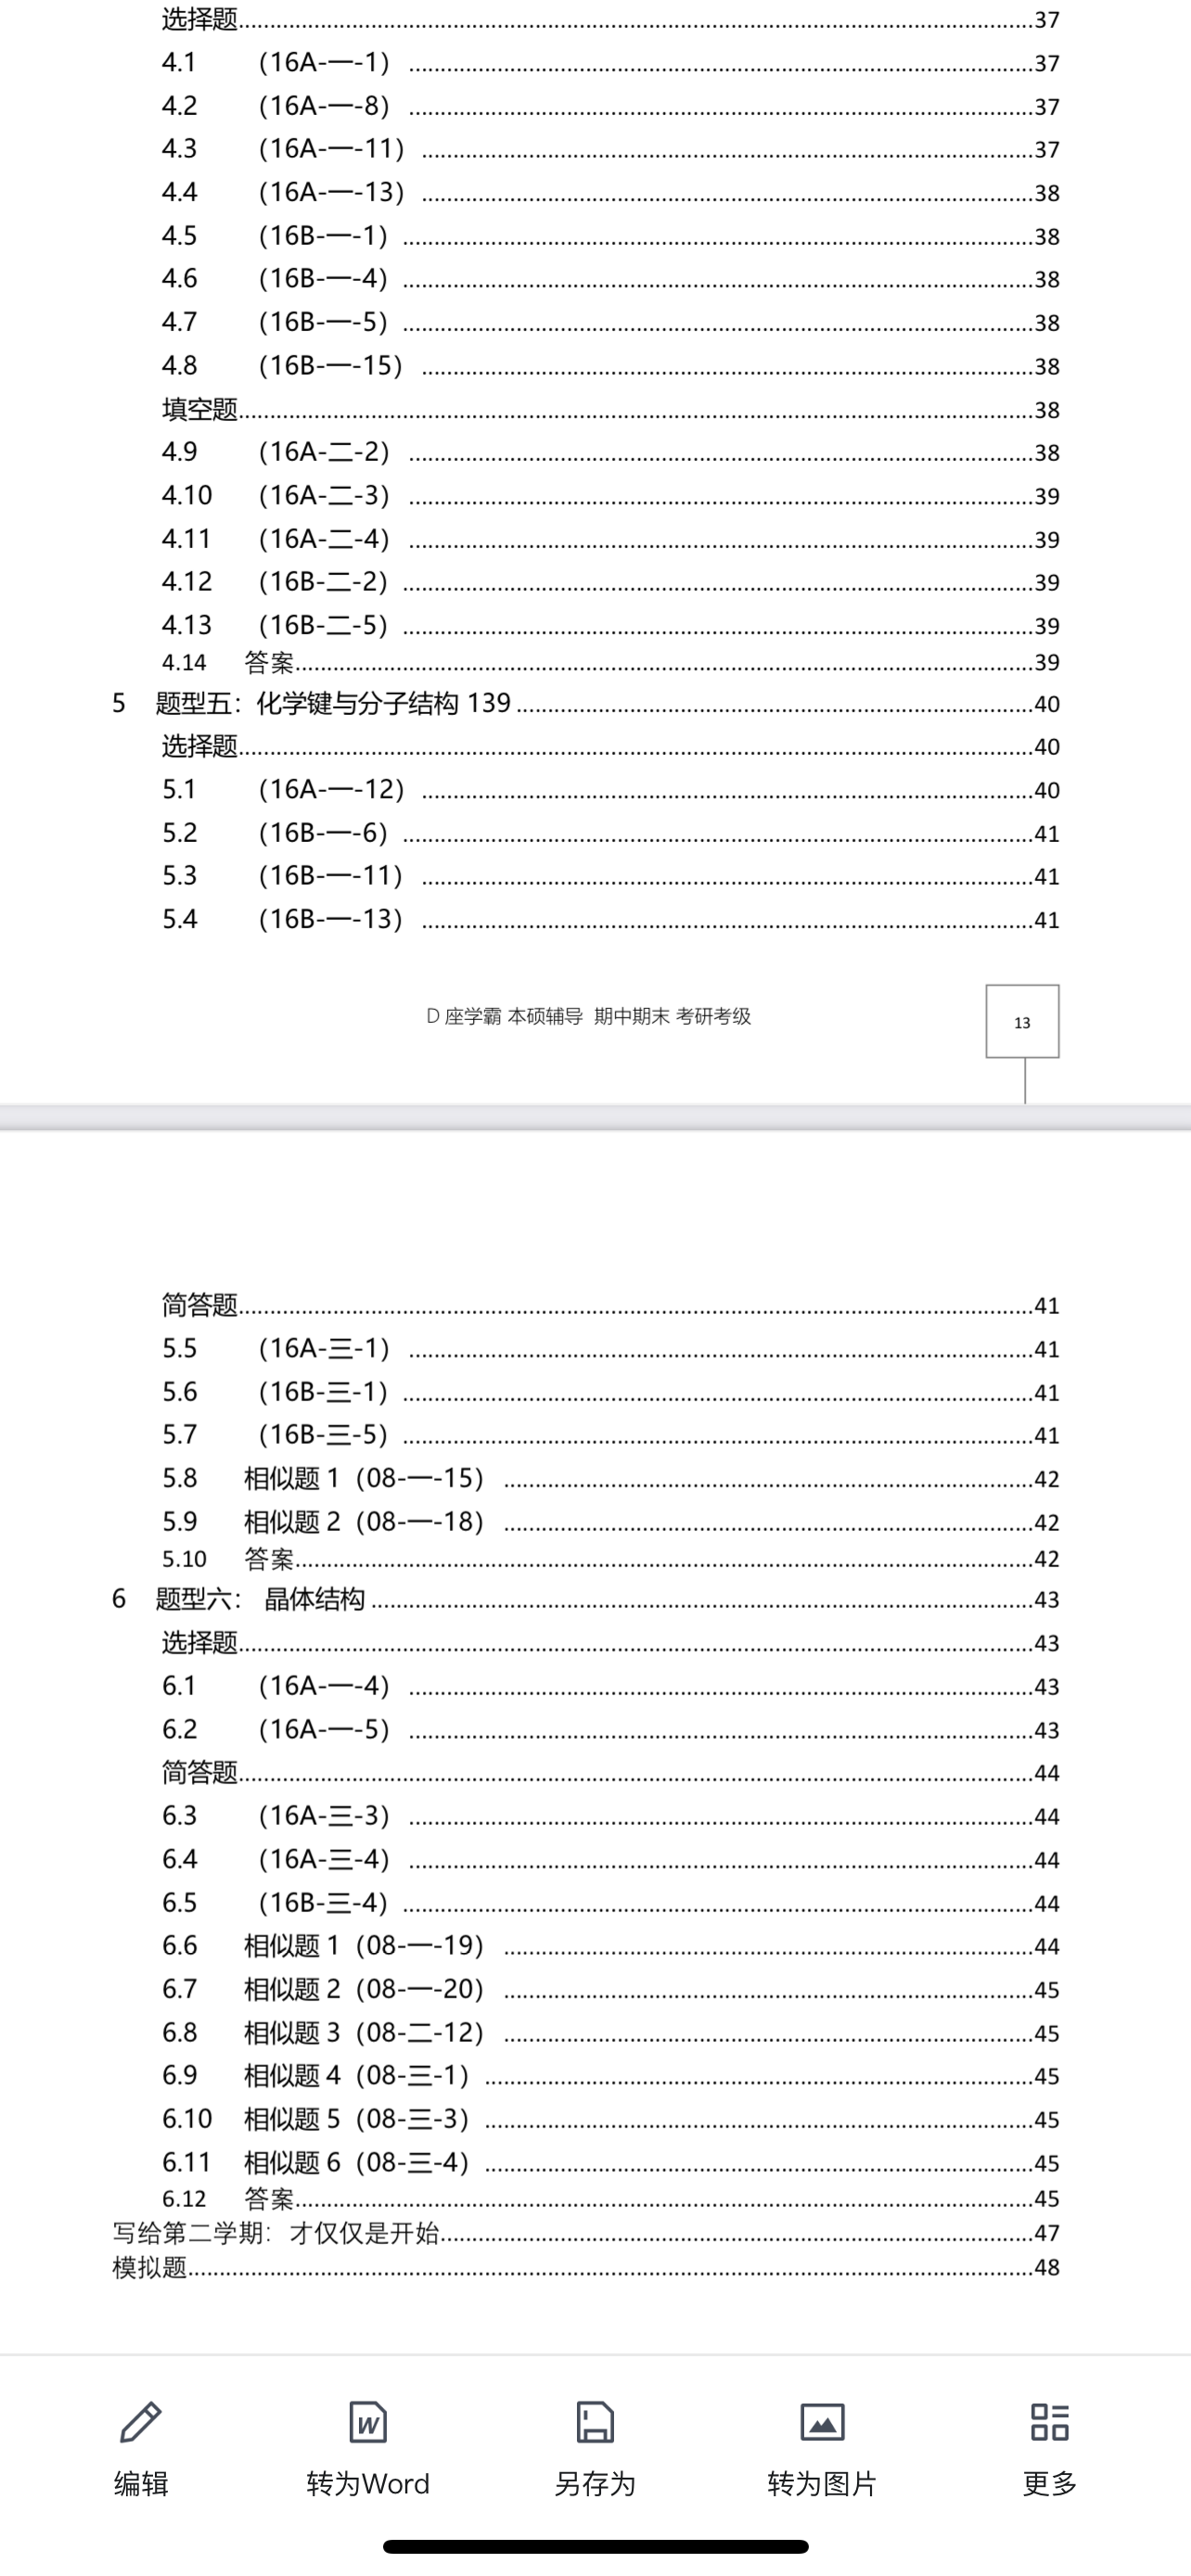 选择题........37
4.1 （16A-一-1）........37
4.2 （16A-一-8）........37
4.3 （16A-一-11）........37
4.4 （16A-一-13）........38
4.5 （16B-一-1）........38
4.6 （16B-一-4）........38
4.7 （16B-一-5）........38
4.8 （16B-一-15）........38
填空题........38
4.9 （16A-二-2）........38
4.10 （16A-二-3）........39
4.11 （16A-二-4）........39
4.12 （16B-二-2）........39
4.13 （16B-二-5）........39
4.14 答案........39
5 题型五：化学键与分子结构 139........40
选择题........40
5.1 （16A-一-12）........40
5.2 （16B-一-6）........41
5.3 （16B-一-11）........41
5.4 （16B-一-13）........41
D 座学霸 本硕辅导 期中期末 考研考级
13
简答题........41
5.5 （16A-三-1）........41
5.6 （16B-三-1）........41
5.7 （16B-三-5）........41
5.8 相似题 1（08-一-15）........42
5.9 相似题 2（08-一-18）........42
5.10 答案........42
6 题型六： 晶体结构........43
选择题........43
6.1 （16A-一-4）........43
6.2 （16A-一-5）........43
简答题........44
6.3 （16A-三-3）........44
6.4 （16A-三-4）........44
6.5 （16B-三-4）........44
6.6 相似题 1（08-一-19）........44
6.7 相似题 2（08-一-20）........45
6.8 相似题 3（08-二-12）........45
6.9 相似题 4（08-三-1）........45
6.10 相似题 5（08-三-3）........45
6.11 相似题 6（08-三-4）........45
6.12 答案........45
写给第二学期：才仅仅是开始........47
模拟题........48
编辑 转为Word 另存为 转为图片 更多